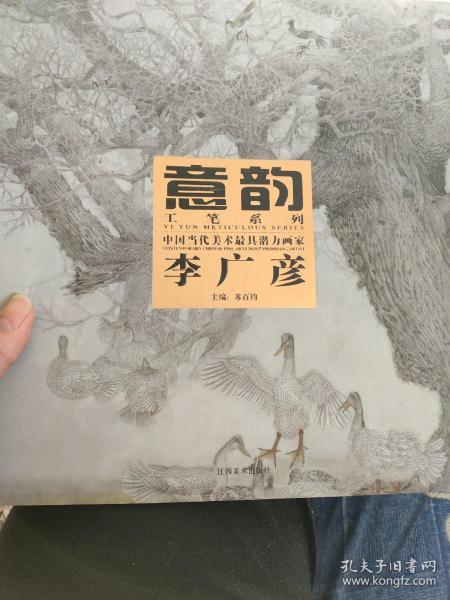 意韵
工笔系列
YI YUN METICULOUS SERIES
中国当代美术最具潜力画家
CONTEMPORARY CHINESE FINE ARTS MOST PROMISING ARTIST
李广彦
主编：苏百钧
江西美术出版社
孔夫子旧书网
www.kongfz.com